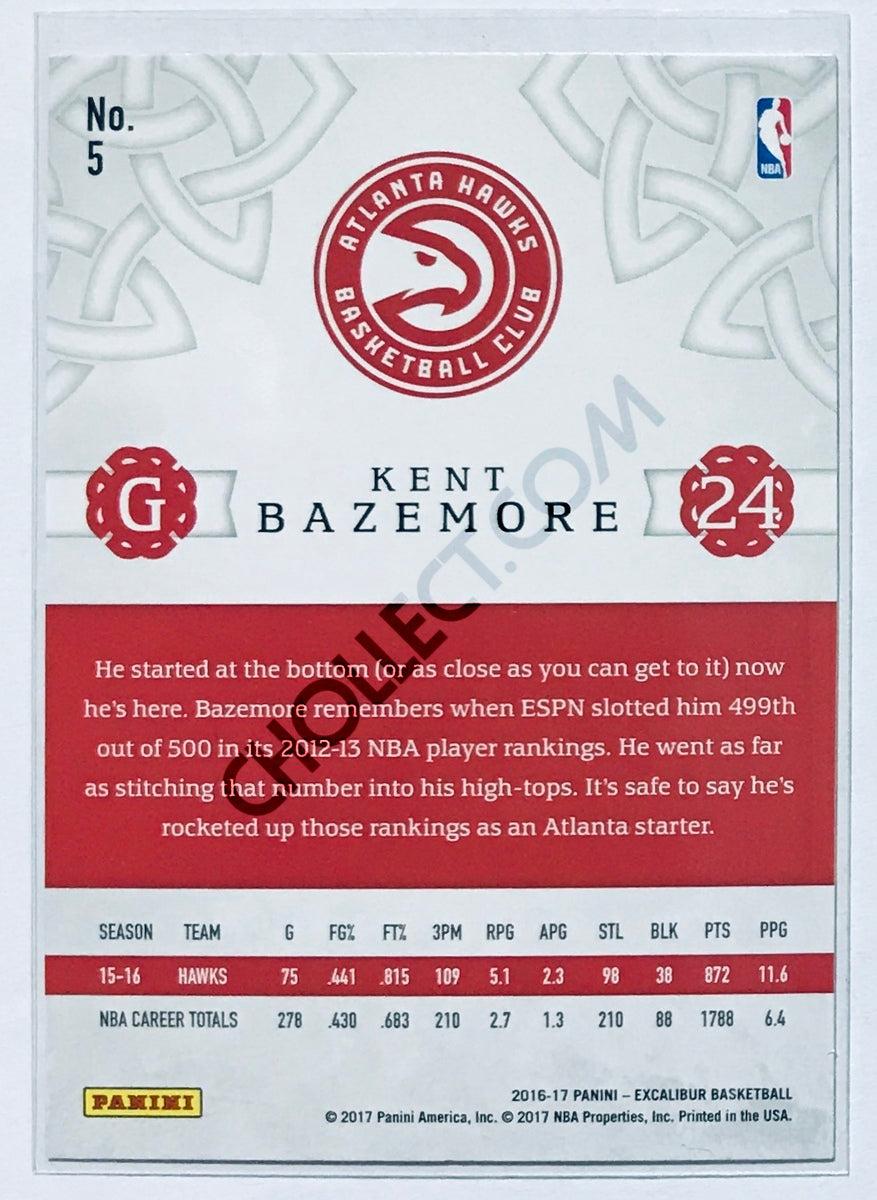 No.
5
NBA
ATLANTA HAWKS
BASKETBALL CLUB
G
KENT
BAZEMORE
24
He started at the bottom (or as close as you can get to it) now
he's here. Bazemore remembers when ESPN slotted him 499th
out of 500 in its 2012-13 NBA player rankings. He went as far
as stitching that number into his high-tops. It's safe to say he's
rocketed up those rankings as an Atlanta starter.
CHOLLECT.COM
SEASON TEAM G FG% FT% 3PM RPG APG STL BLK PTS PPG
15-16 HAWKS 75 .441 .815 109 5.1 2.3 98 38 872 11.6
NBA CAREER TOTALS 278 .430 .683 210 2.7 1.3 210 88 1788 6.4
PANINI
2016-17 PANINI – EXCALIBUR BASKETBALL
© 2017 Panini America, Inc. © 2017 NBA Properties, Inc. Printed in the USA.